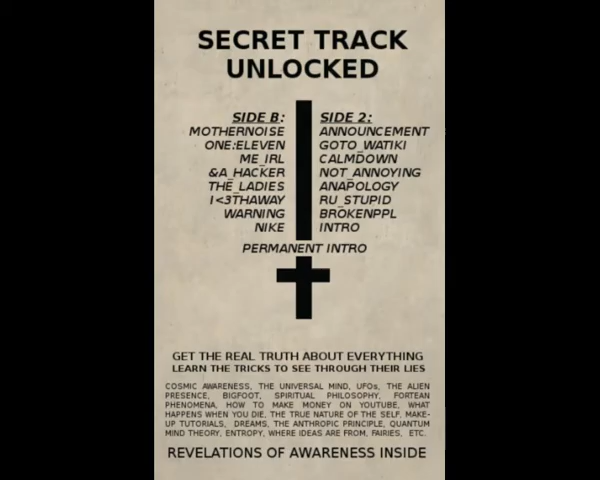 SECRET TRACK
UNLOCKED
SIDE B:
MOTHERNOISE
ONE:ELEVEN
ME_IRL
&A_HACKER
THE_LADIES
I<3THAWAY
WARNING
NIKE
SIDE 2:
ANNOUNCEMENT
GOTO_WATIKI
CALMDOWN
NOT_ANNOYING
ANAPOLOGY
RU_STUPID
BROKENPPL
INTRO
PERMANENT INTRO
GET THE REAL TRUTH ABOUT EVERYTHING
LEARN THE TRICKS TO SEE THROUGH THEIR LIES
COSMIC AWARENESS, THE UNIVERSAL MIND, UFOs, THE ALIEN
PRESENCE, BIGFOOT, SPIRITUAL PHILOSOPHY, FORTEAN
PHENOMENA, HOW TO MAKE MONEY ON YOUTUBE, WHAT
HAPPENS WHEN YOU DIE, THE TRUE NATURE OF THE SELF, MAKE-
UP TUTORIALS, DREAMS, THE ANTHROPIC PRINCIPLE, QUANTUM
MIND THEORY, ENTROPY, WHERE IDEAS ARE FROM, FAIRIES, ETC.
REVELATIONS OF AWARENESS INSIDE